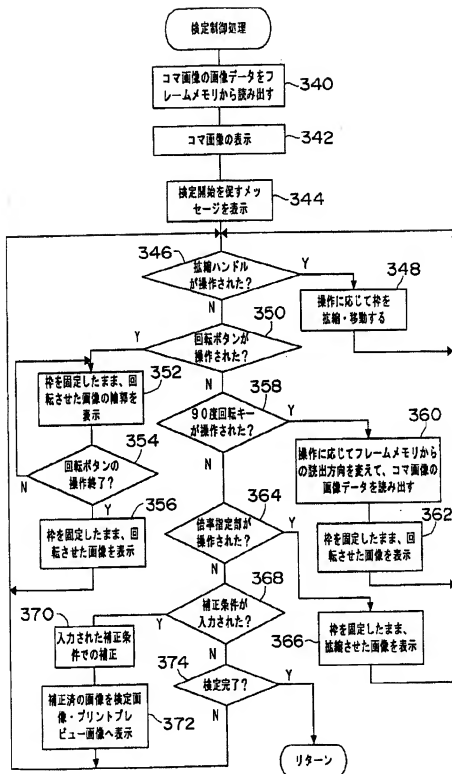 検定制御処理
コマ画像の画像データをフ
レームメモリから読み出す
340
コマ画像の表示
342
検定開始を促すメッ
セージを表示
344
346
拡縮ハンドル
が操作された?
Y
N
348
操作に応じて枠を
拡縮・移動する
350
回転ボタンが
操作された?
Y
N
枠を固定したまま、回
転させた画像の輪郭を
表示
352
354
回転ボタンの
操作終了?
N
Y
枠を固定したまま、回
転させた画像を表示
356
358
90度回転キー
が操作された?
Y
N
360
操作に応じてフレームメモリから
の読出方向を変えて、コマ画像の
画像データを読み出す
枠を固定したまま、回
転させた画像を表示
362
364
倍率指定部が
操作された?
Y
N
366
枠を固定したまま、
拡縮させた画像を表示
368
補正条件が
入力された?
Y
N
370
入力された補正条
件での補正
補正済の画像を検定画
像・プリントプレ
ビュー画像へ表示
372
374
検定完了?
Y
N
リターン